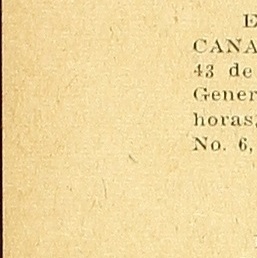 E
CANA
43 de
Gener
horas,
No. 6,